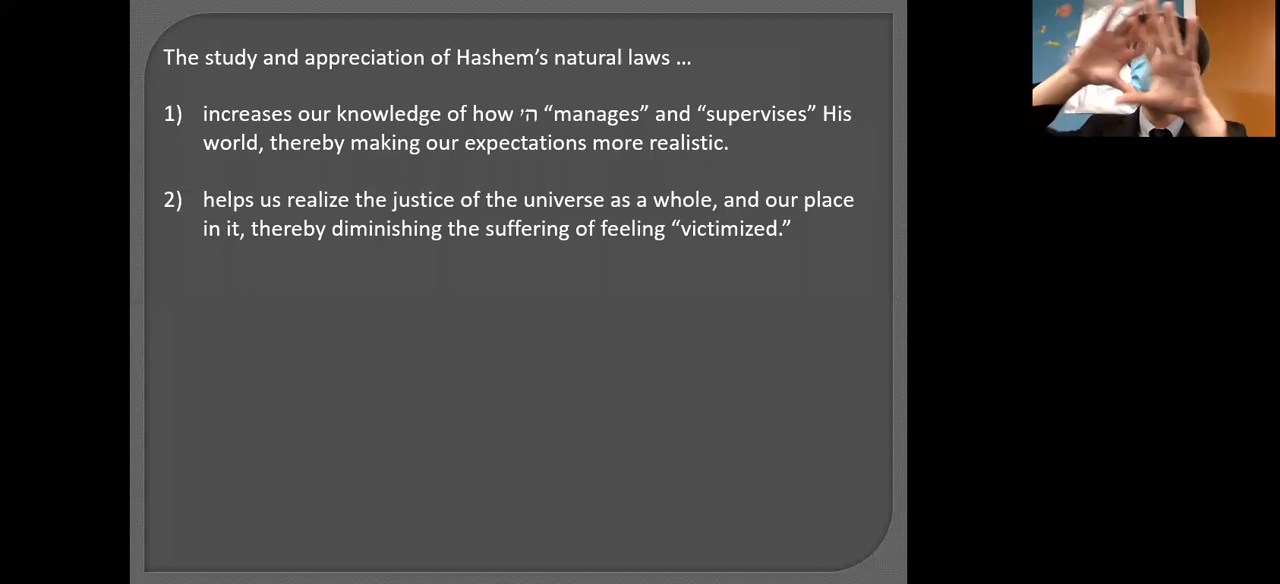 The study and appreciation of Hashem’s natural laws …
1) increases our knowledge of how ה׳ “manages” and “supervises” His
world, thereby making our expectations more realistic.
2) helps us realize the justice of the universe as a whole, and our place
in it, thereby diminishing the suffering of feeling “victimized.”